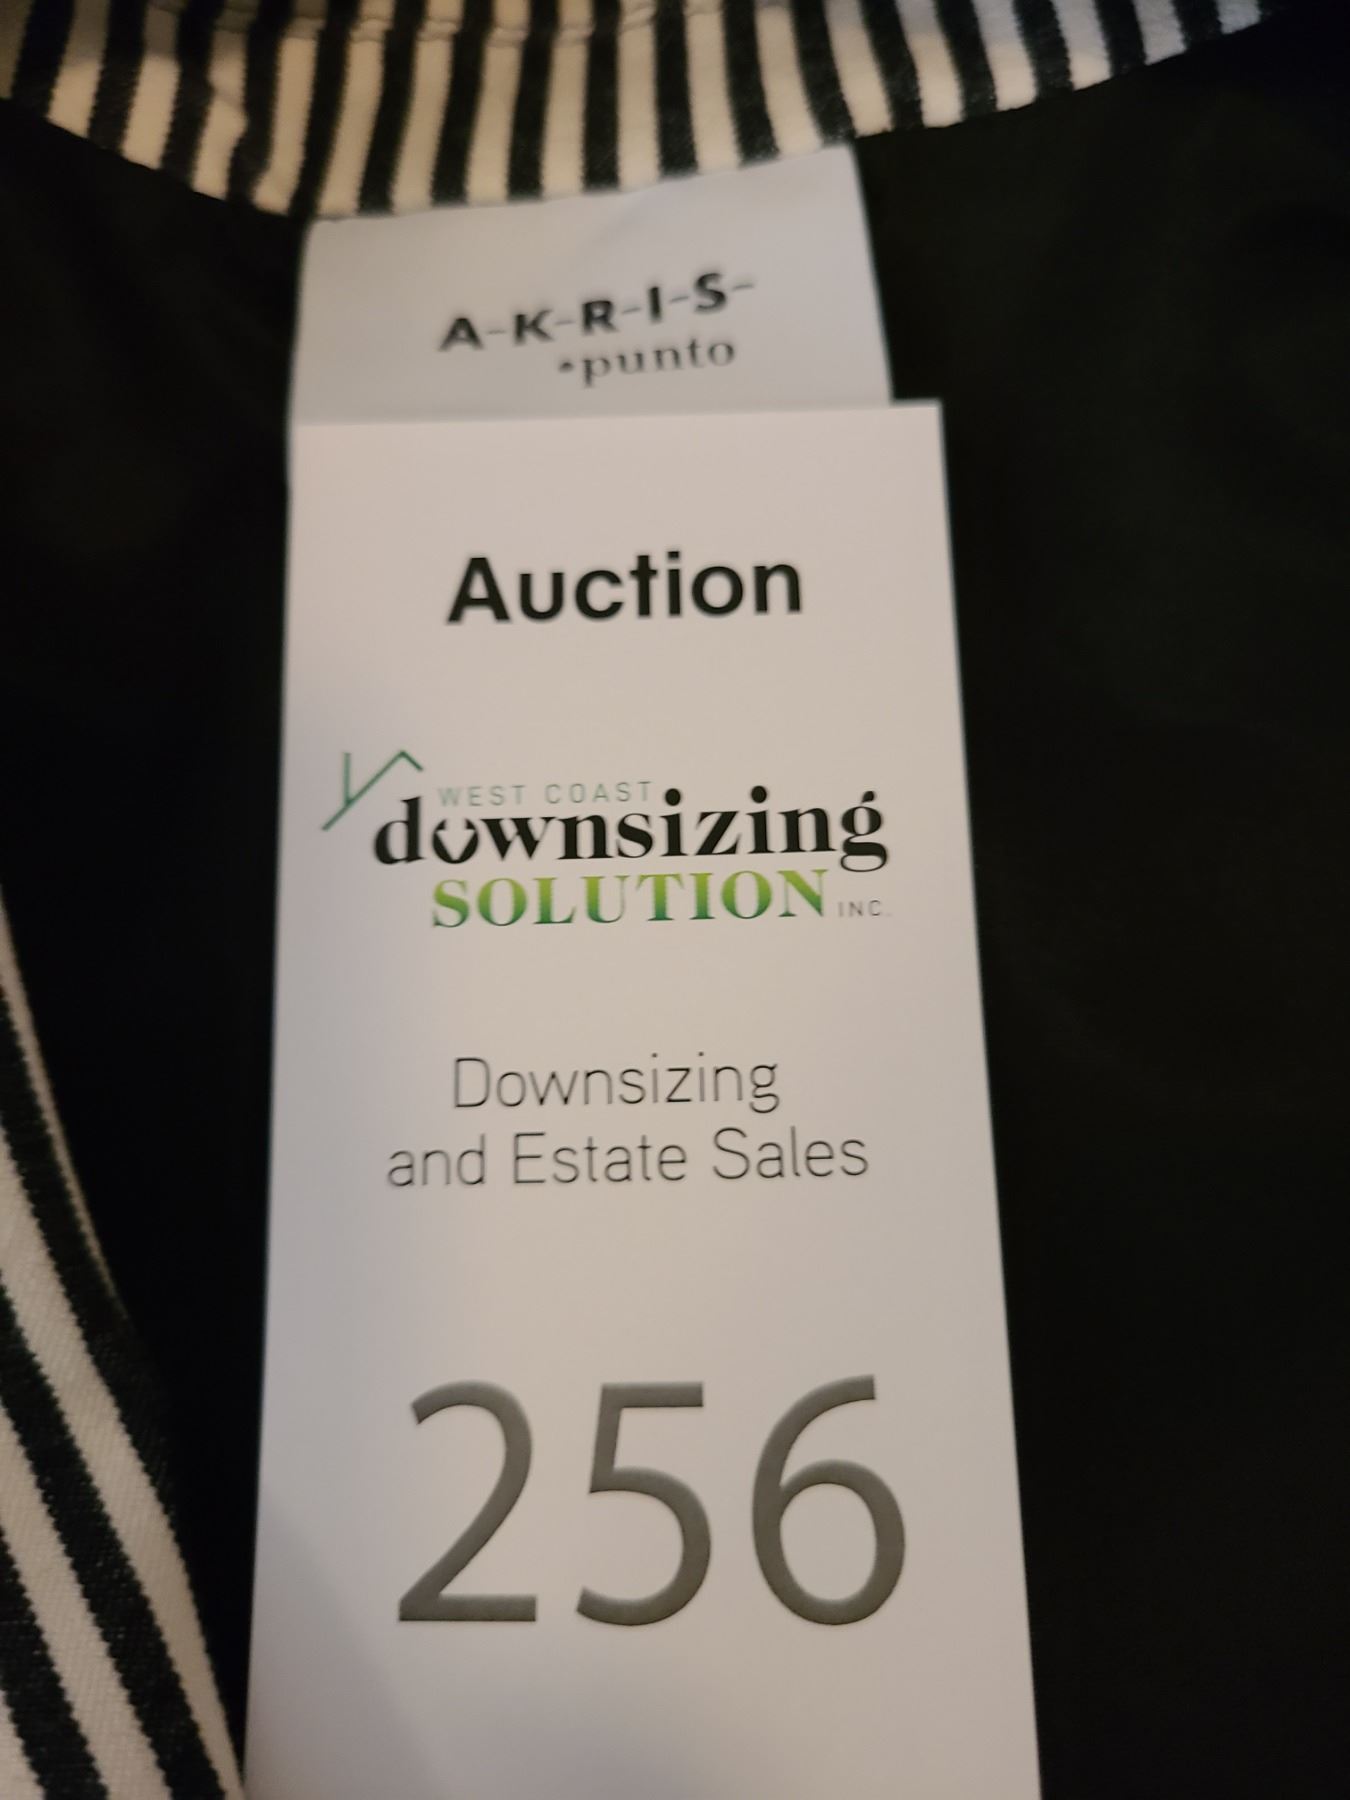 A-K-R-I-S-
•punto
Auction
WEST COAST
downsizing
SOLUTION INC.
Downsizing
and Estate Sales
256